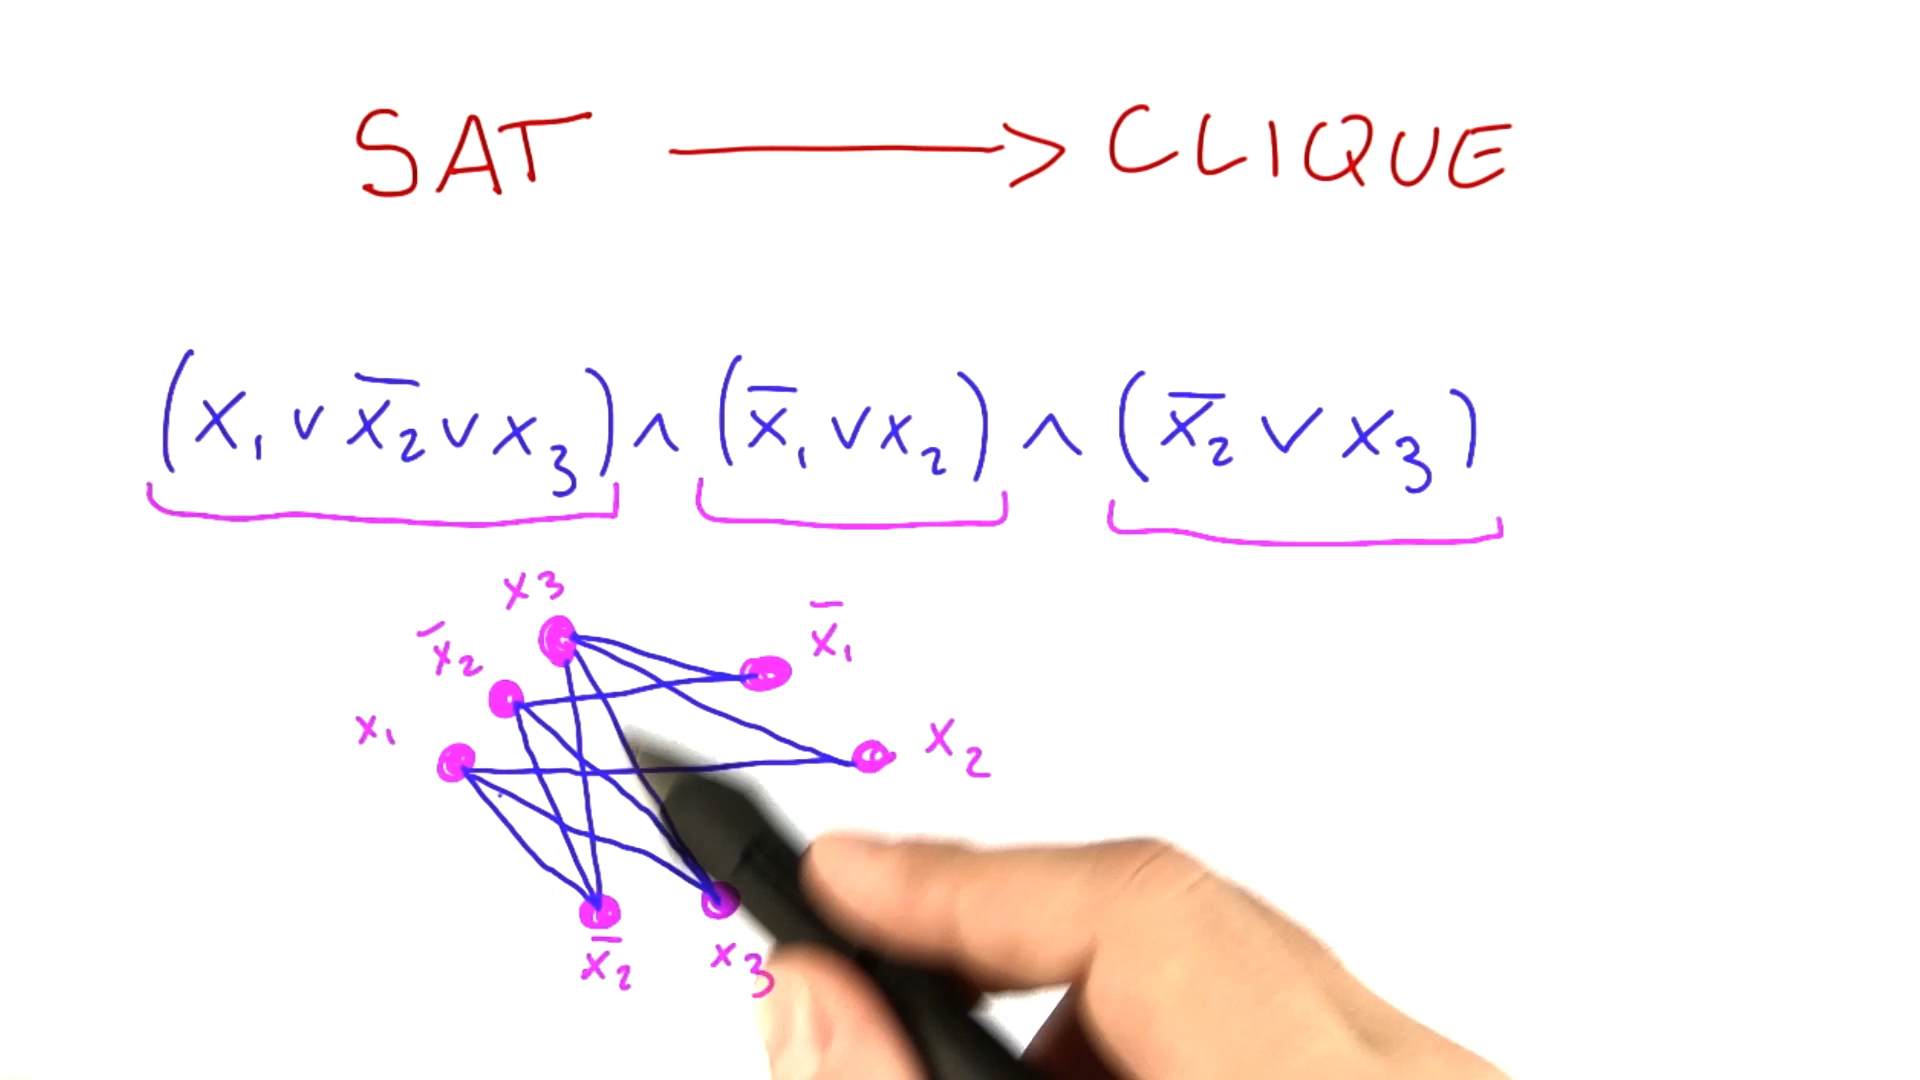 SAT → CLIQUE
(x₁ ∨ x̅₂ ∨ x₃) ∧ (x̅₁ ∨ x₂) ∧ (x̅₂ ∨ x₃)
x3
x̅₁
x̅₂
x₁
x₂
x̅₂ x₃